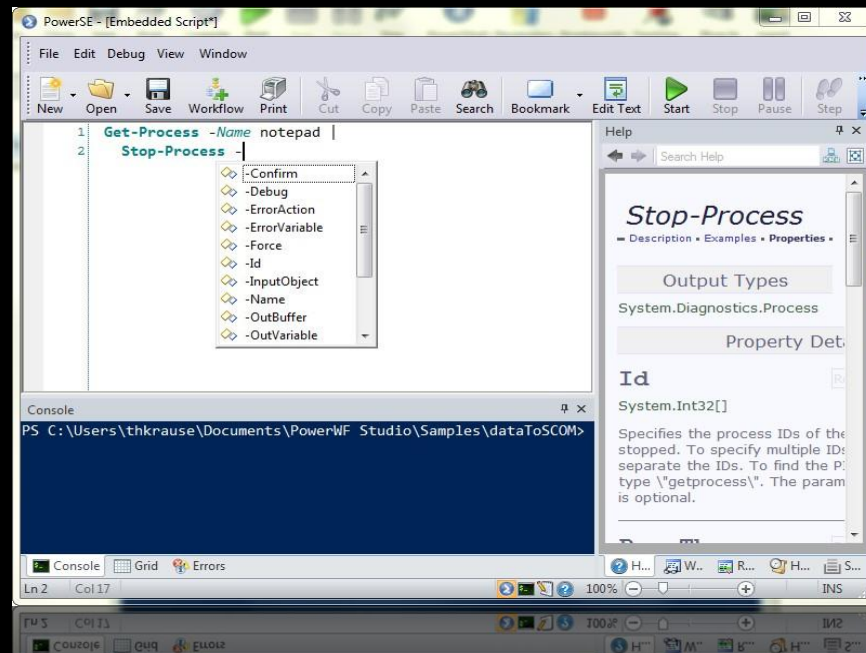 PowerSE - [Embedded Script*]
File Edit Debug View Window
New Open Save Workflow Print Cut Copy Paste Search Bookmark Edit Text Start Stop Pause Step
1 Get-Process -Name notepad |
2 Stop-Process -
-Confirm
-Debug
-ErrorAction
-ErrorVariable
-Force
-Id
-InputObject
-Name
-OutBuffer
-OutVariable
Help
Search Help
Stop-Process
Description • Examples • Properties •
Output Types
System.Diagnostics.Process
Property Det
Id
System.Int32[]
Specifies the process IDs of the
stopped. To specify multiple IDs
separate the IDs. To find the P
type \"getprocess\". The param
is optional.
Console
PS C:\Users\thkrause\Documents\PowerWF Studio\Samples\dataToSCOM>
Console Grid Errors
H... W.. R... H... S...
Ln 2 Col 17 100% INS